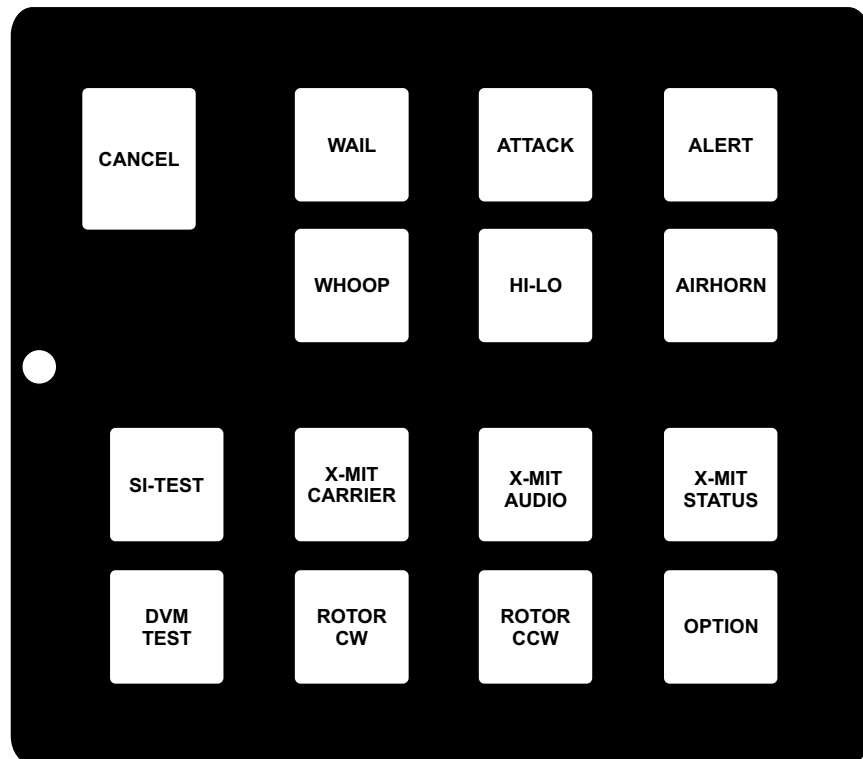 CANCEL
WAIL
ATTACK
ALERT
WHOOP
HI-LO
AIRHORN
SI-TEST
X-MIT
CARRIER
X-MIT
AUDIO
X-MIT
STATUS
DVM
TEST
ROTOR
CW
ROTOR
CCW
OPTION